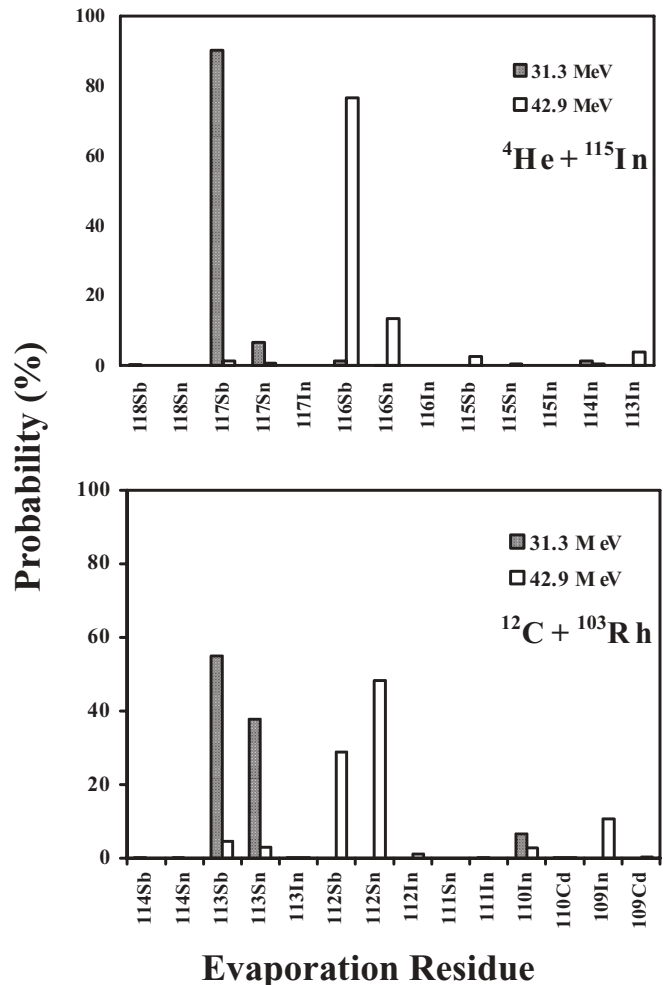 Probability (%)
100
80
60
40
20
0
31.3 MeV
42.9 MeV
⁴He + ¹¹⁵In
118Sb
118Sn
117Sb
117Sn
117In
116Sb
116Sn
116In
115Sb
115Sn
115In
114In
113In
100
80
60
40
20
0
31.3 MeV
42.9 MeV
¹²C + ¹⁰³Rh
114Sb
114Sn
113Sb
113Sn
113In
112Sb
112Sn
112In
111Sn
111In
110In
110Cd
109In
109Cd
Evaporation Residue